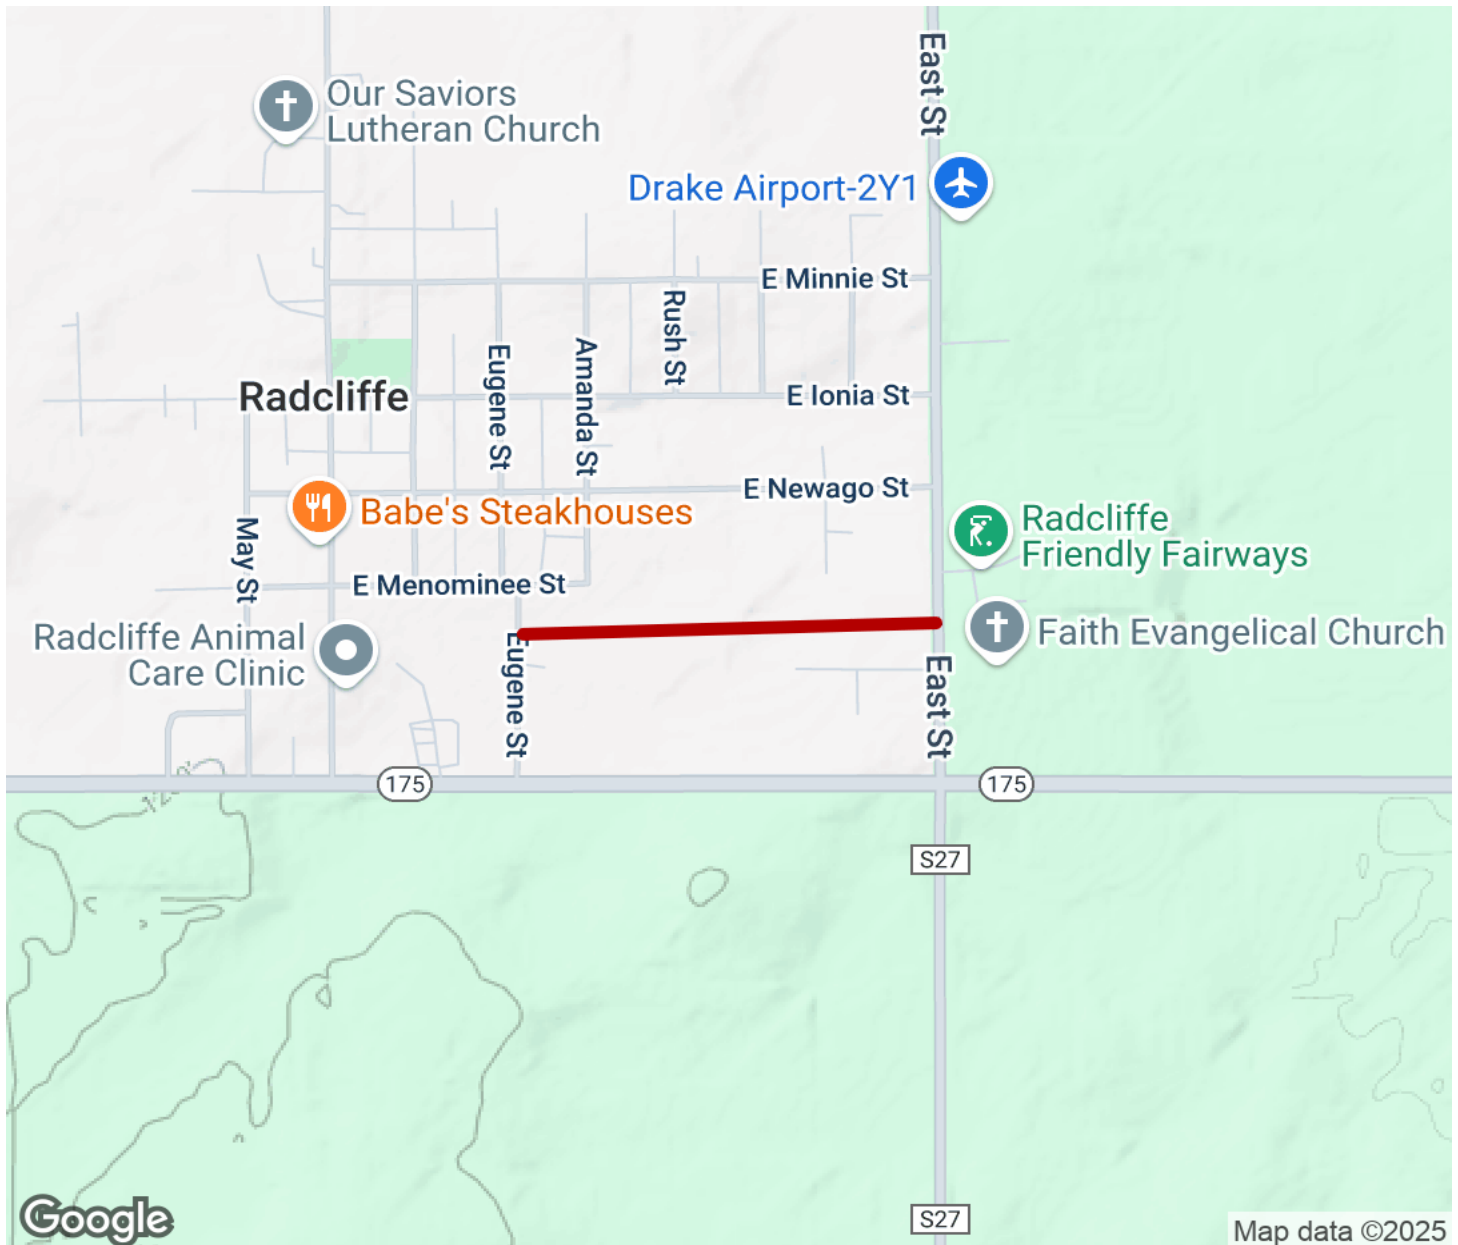 East St
Our Saviors
Lutheran Church
Drake Airport-2Y1
E Minnie St
Rush St
Eugene St
Amanda St
Radcliffe
E Ionia St
E Newago St
Babe's Steakhouses
Radcliffe
Friendly Fairways
May St
E Menominee St
Radcliffe Animal
Care Clinic
Eugene St
Faith Evangelical Church
East St
175
175
S27
S27
Google
Map data ©2025